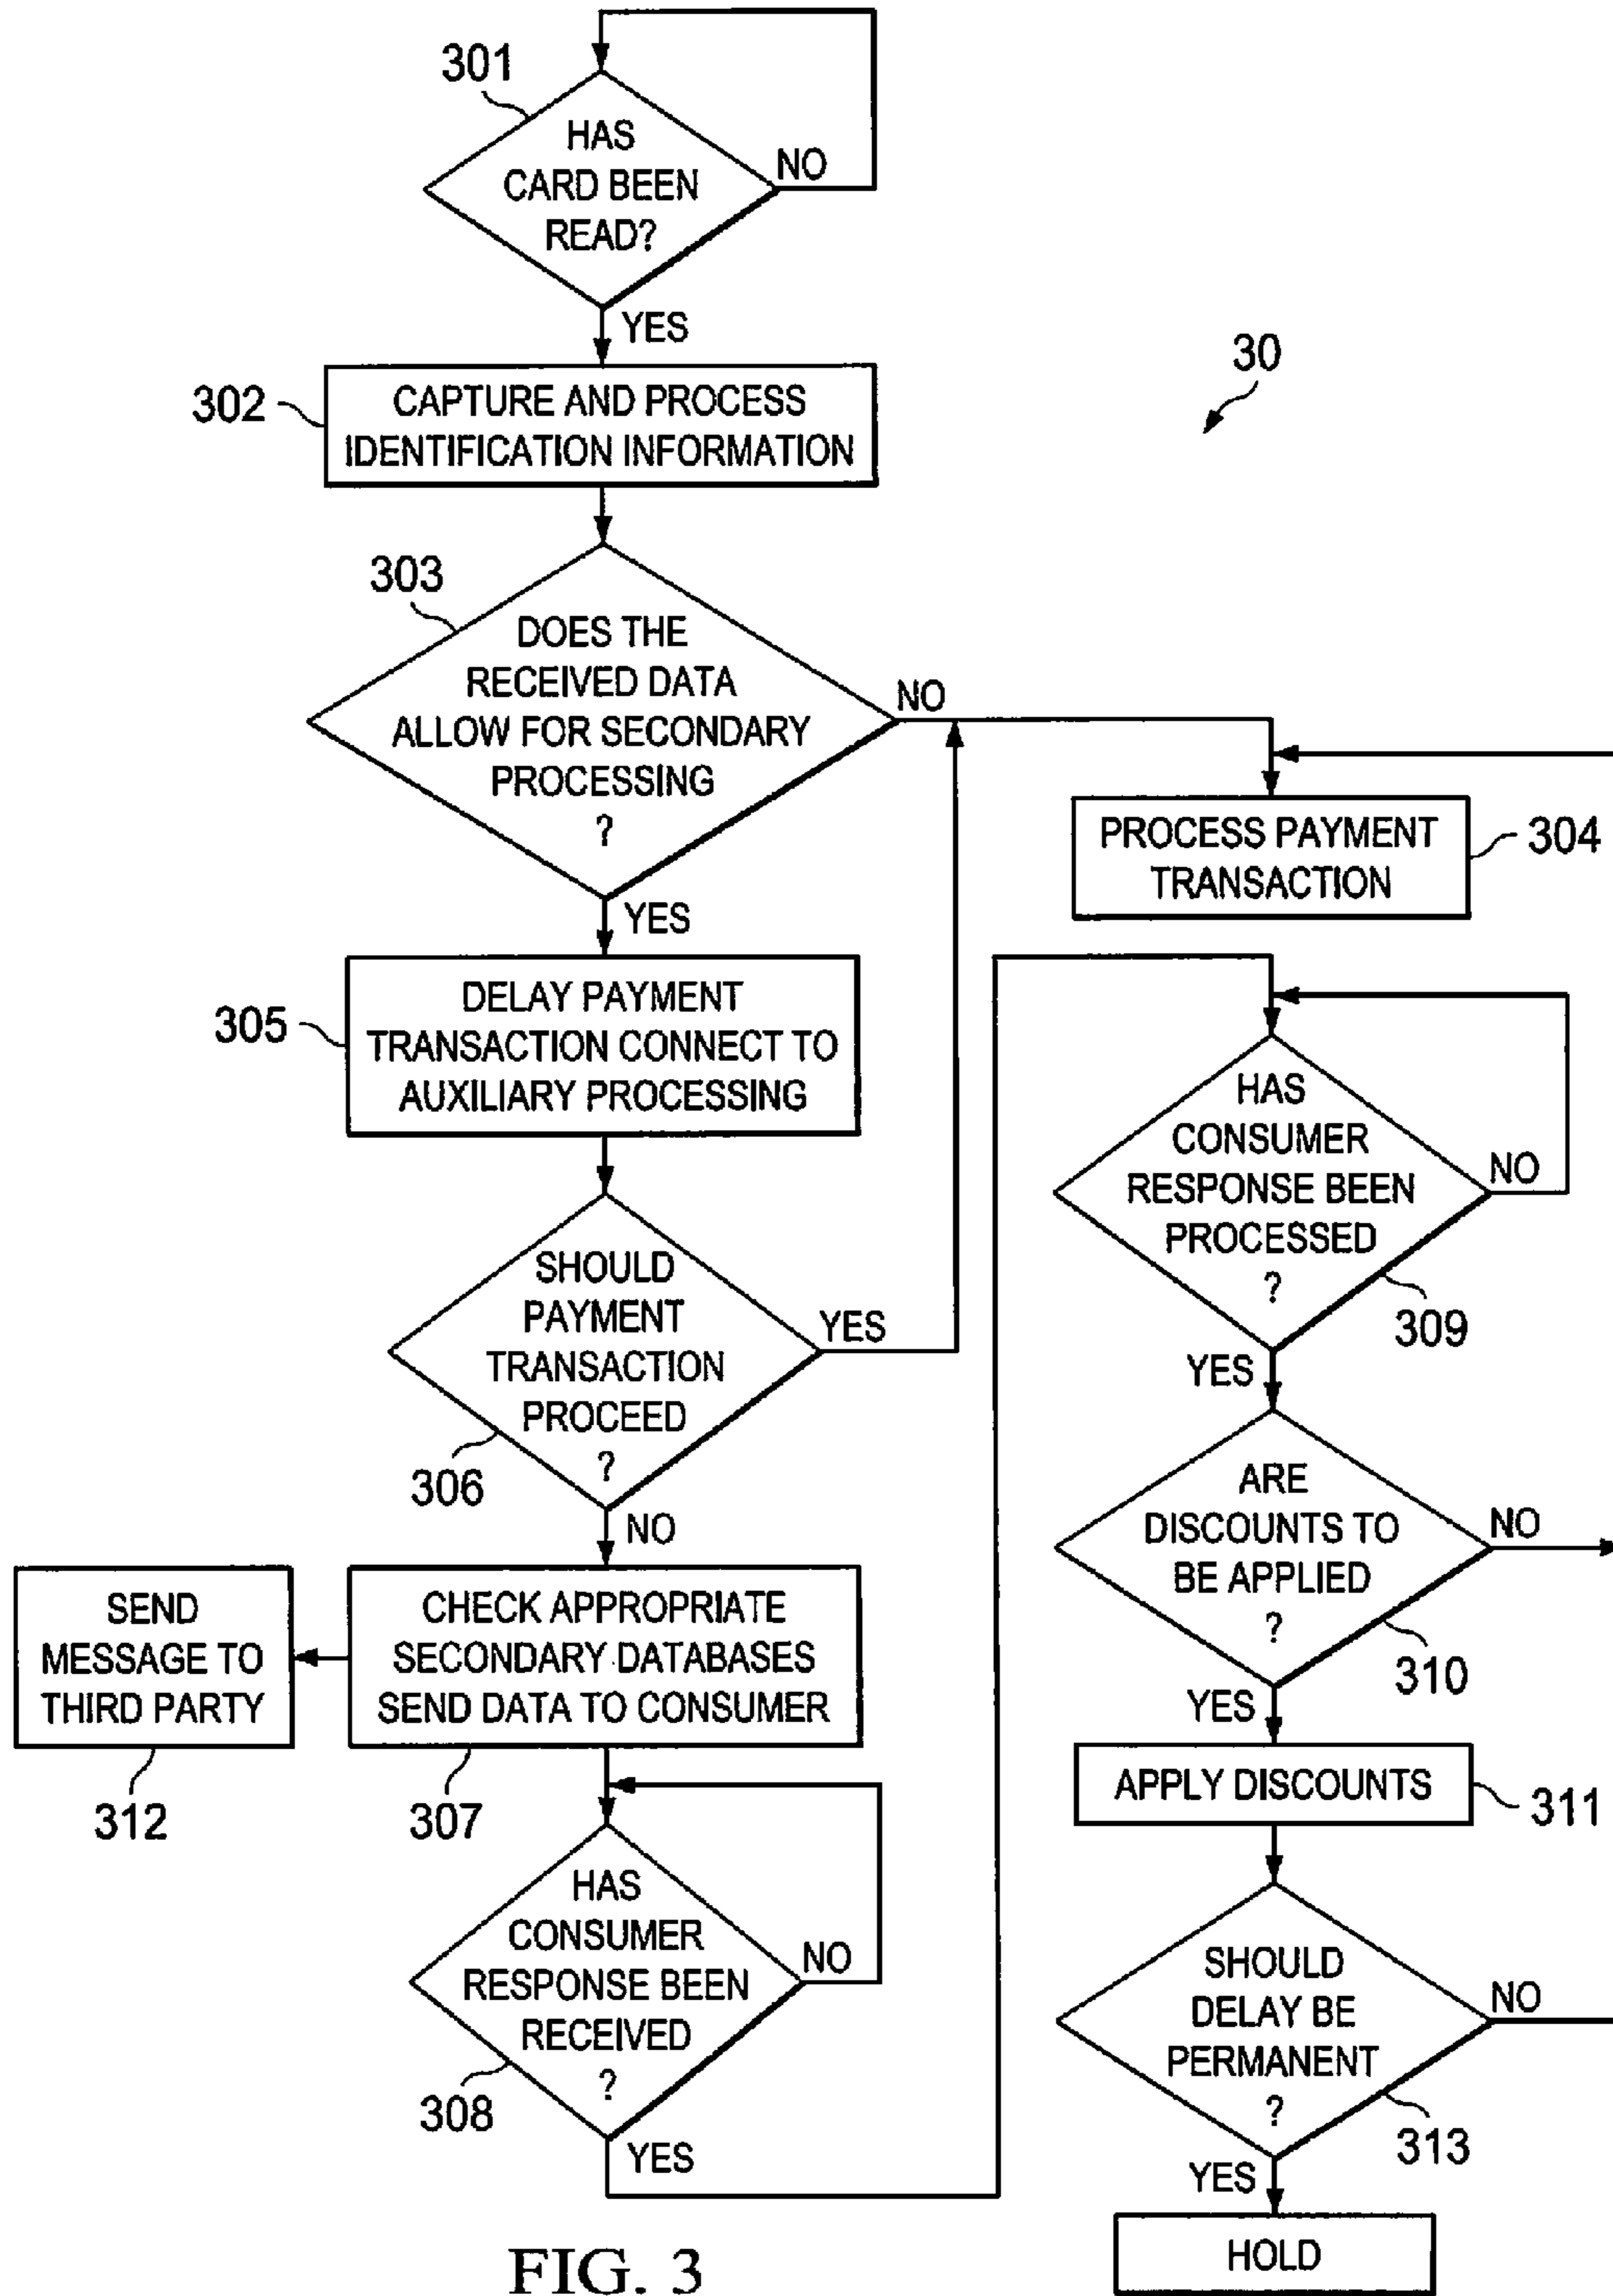 301
HAS
CARD BEEN
READ?
NO
YES
30
302
CAPTURE AND PROCESS
IDENTIFICATION INFORMATION
303
DOES THE
RECEIVED DATA
ALLOW FOR SECONDARY
PROCESSING
?
NO
YES
PROCESS PAYMENT
TRANSACTION
304
305
DELAY PAYMENT
TRANSACTION CONNECT TO
AUXILIARY PROCESSING
SHOULD
PAYMENT
TRANSACTION
PROCEED
?
YES
306
NO
SEND
MESSAGE TO
THIRD PARTY
312
CHECK APPROPRIATE
SECONDARY DATABASES
SEND DATA TO CONSUMER
307
HAS
CONSUMER
RESPONSE BEEN
RECEIVED
?
NO
308
YES
HAS
CONSUMER
RESPONSE BEEN
PROCESSED
?
NO
309
YES
ARE
DISCOUNTS TO
BE APPLIED
?
NO
310
YES
APPLY DISCOUNTS
311
SHOULD
DELAY BE
PERMANENT
?
NO
313
YES
HOLD
FIG. 3